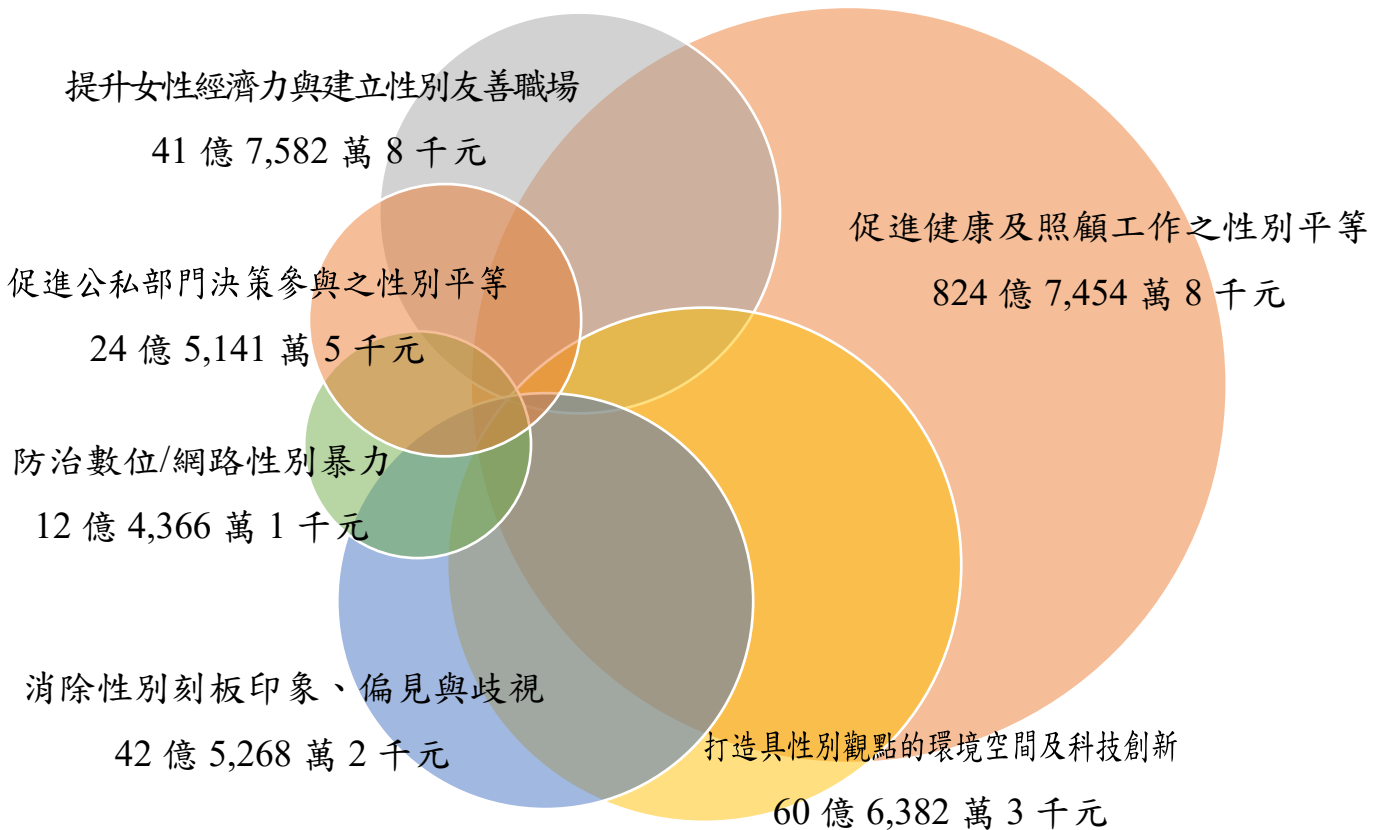 提升女性經濟力與建立性別友善職場
41 億 7,582 萬 8 千元
促進健康及照顧工作之性別平等
824 億 7,454 萬 8 千元
促進公私部門決策參與之性別平等
24 億 5,141 萬 5 千元
防治數位/網路性別暴力
12 億 4,366 萬 1 千元
消除性別刻板印象、偏見與歧視
42 億 5,268 萬 2 千元
打造具性別觀點的環境空間及科技創新
60 億 6,382 萬 3 千元